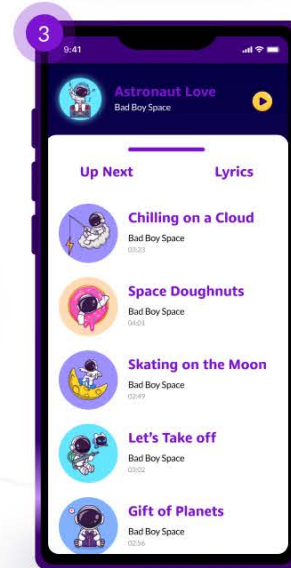 3
9:41
Astronaut Love
Bad Boy Space
Up Next Lyrics
Chilling on a Cloud
Bad Boy Space
03:23
Space Doughnuts
Bad Boy Space
04:01
Skating on the Moon
Bad Boy Space
02:49
Let's Take off
Bad Boy Space
03:02
Gift of Planets
Bad Boy Space
02:56